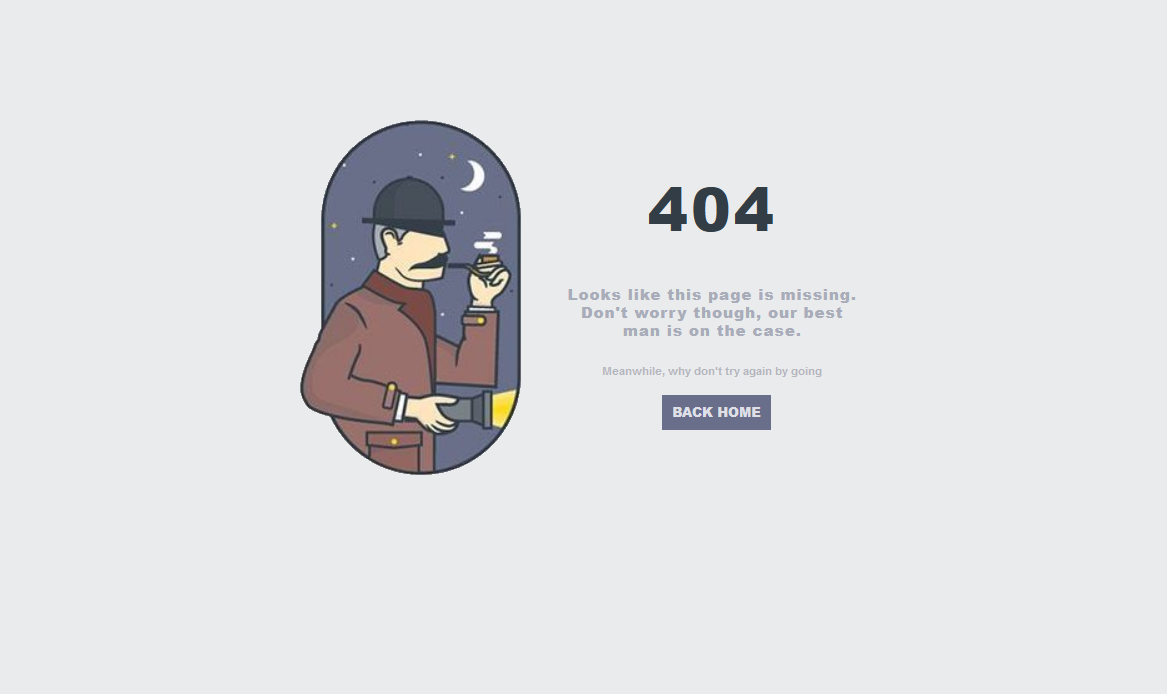 404
Looks like this page is missing.
Don't worry though, our best
man is on the case.
Meanwhile, why don't try again by going
BACK HOME